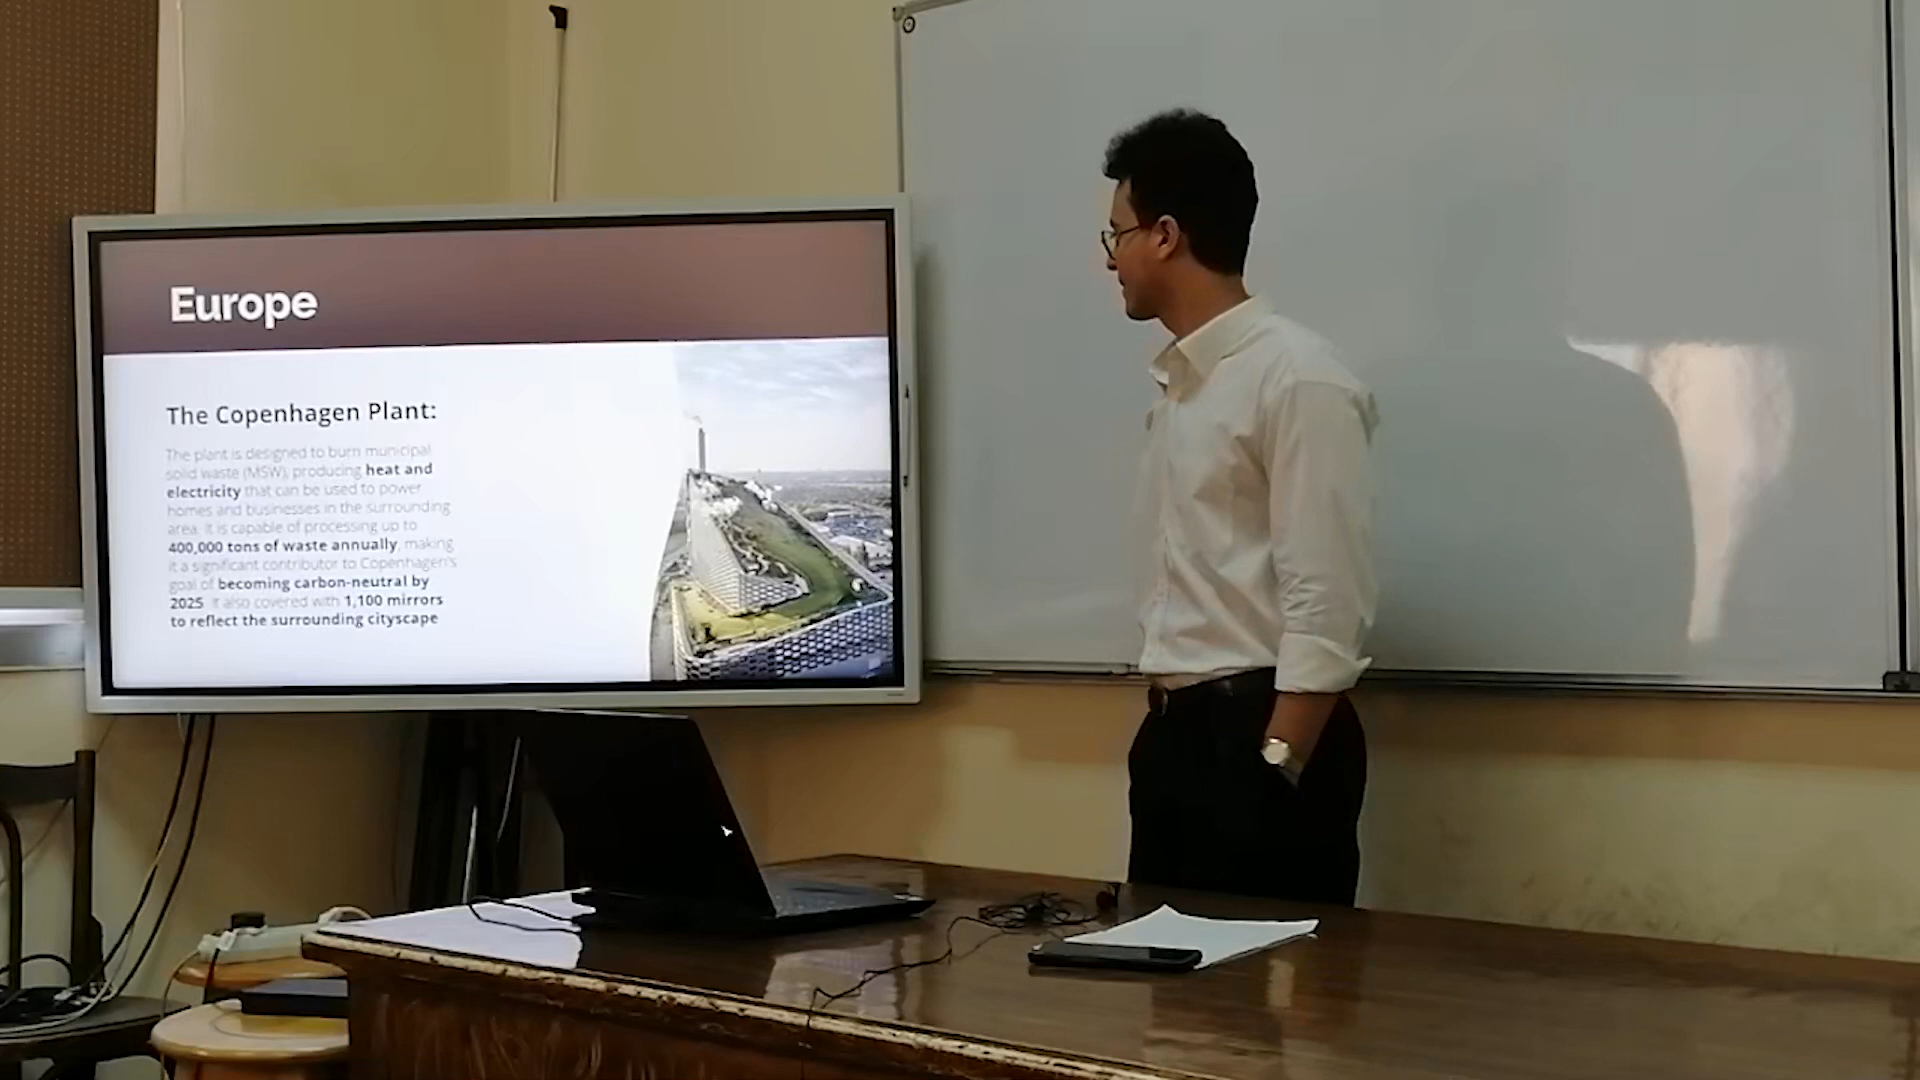 Europe
The Copenhagen Plant:
The plant is designed to burn municipal
solid waste (MSW), producing heat and
electricity that can be used to power
homes and businesses in the surrounding
area. It is capable of processing up to
400,000 tons of waste annually, making
it a significant contributor to Copenhagen's
goal of becoming carbon-neutral by
2025. It also covered with 1,100 mirrors
to reflect the surrounding cityscape